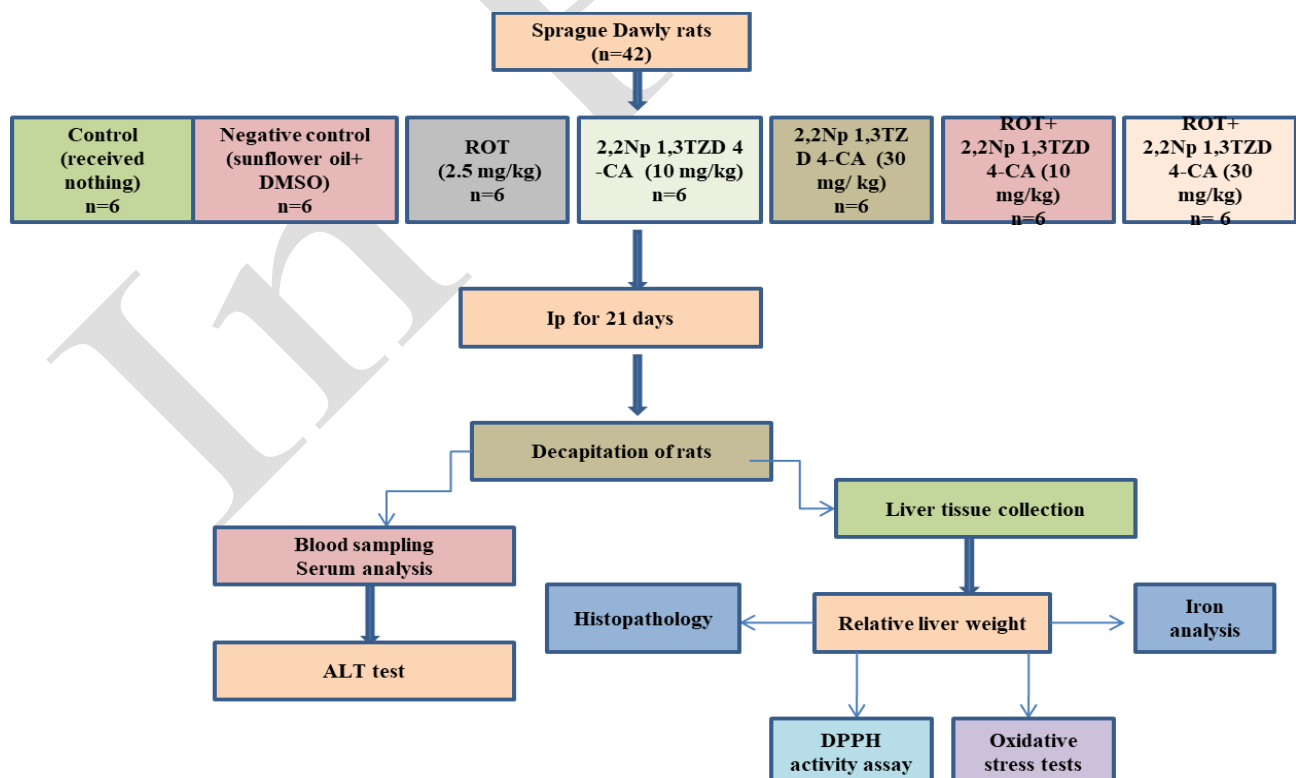 Sprague Dawly rats
(n=42)
Control
(received
nothing)
n=6
Negative control
(sunflower oil+
DMSO)
n=6
ROT
(2.5 mg/kg)
n=6
2,2Np 1,3TZD 4
-CA (10 mg/kg)
n=6
2,2Np 1,3TZ
D 4-CA (30
mg/ kg)
n=6
ROT+
2,2Np 1,3TZD
4-CA (10
mg/kg)
n=6
ROT+
2,2Np 1,3TZD
4-CA (30
mg/kg)
n= 6
Ip for 21 days
Decapitation of rats
Liver tissue collection
Blood sampling
Serum analysis
Histopathology
Relative liver weight
Iron
analysis
ALT test
DPPH
activity assay
Oxidative
stress tests
In